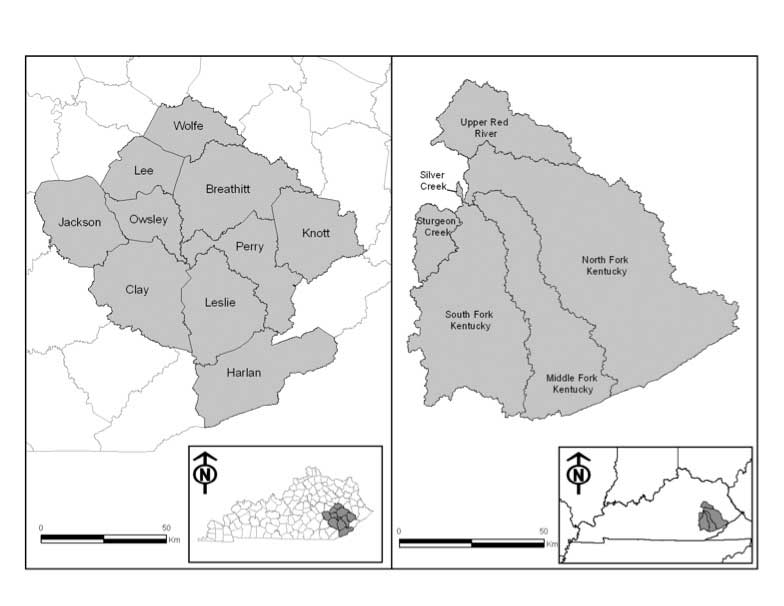 Wolfe
Lee
Breathitt
Jackson
Owsley
Knott
Perry
Clay
Leslie
Harlan
N
0
50
Km
Upper Red
River
Silver
Creek
Sturgeon
Creek
North Fork
Kentucky
South Fork
Kentucky
Middle Fork
Kentucky
N
0
50
Km